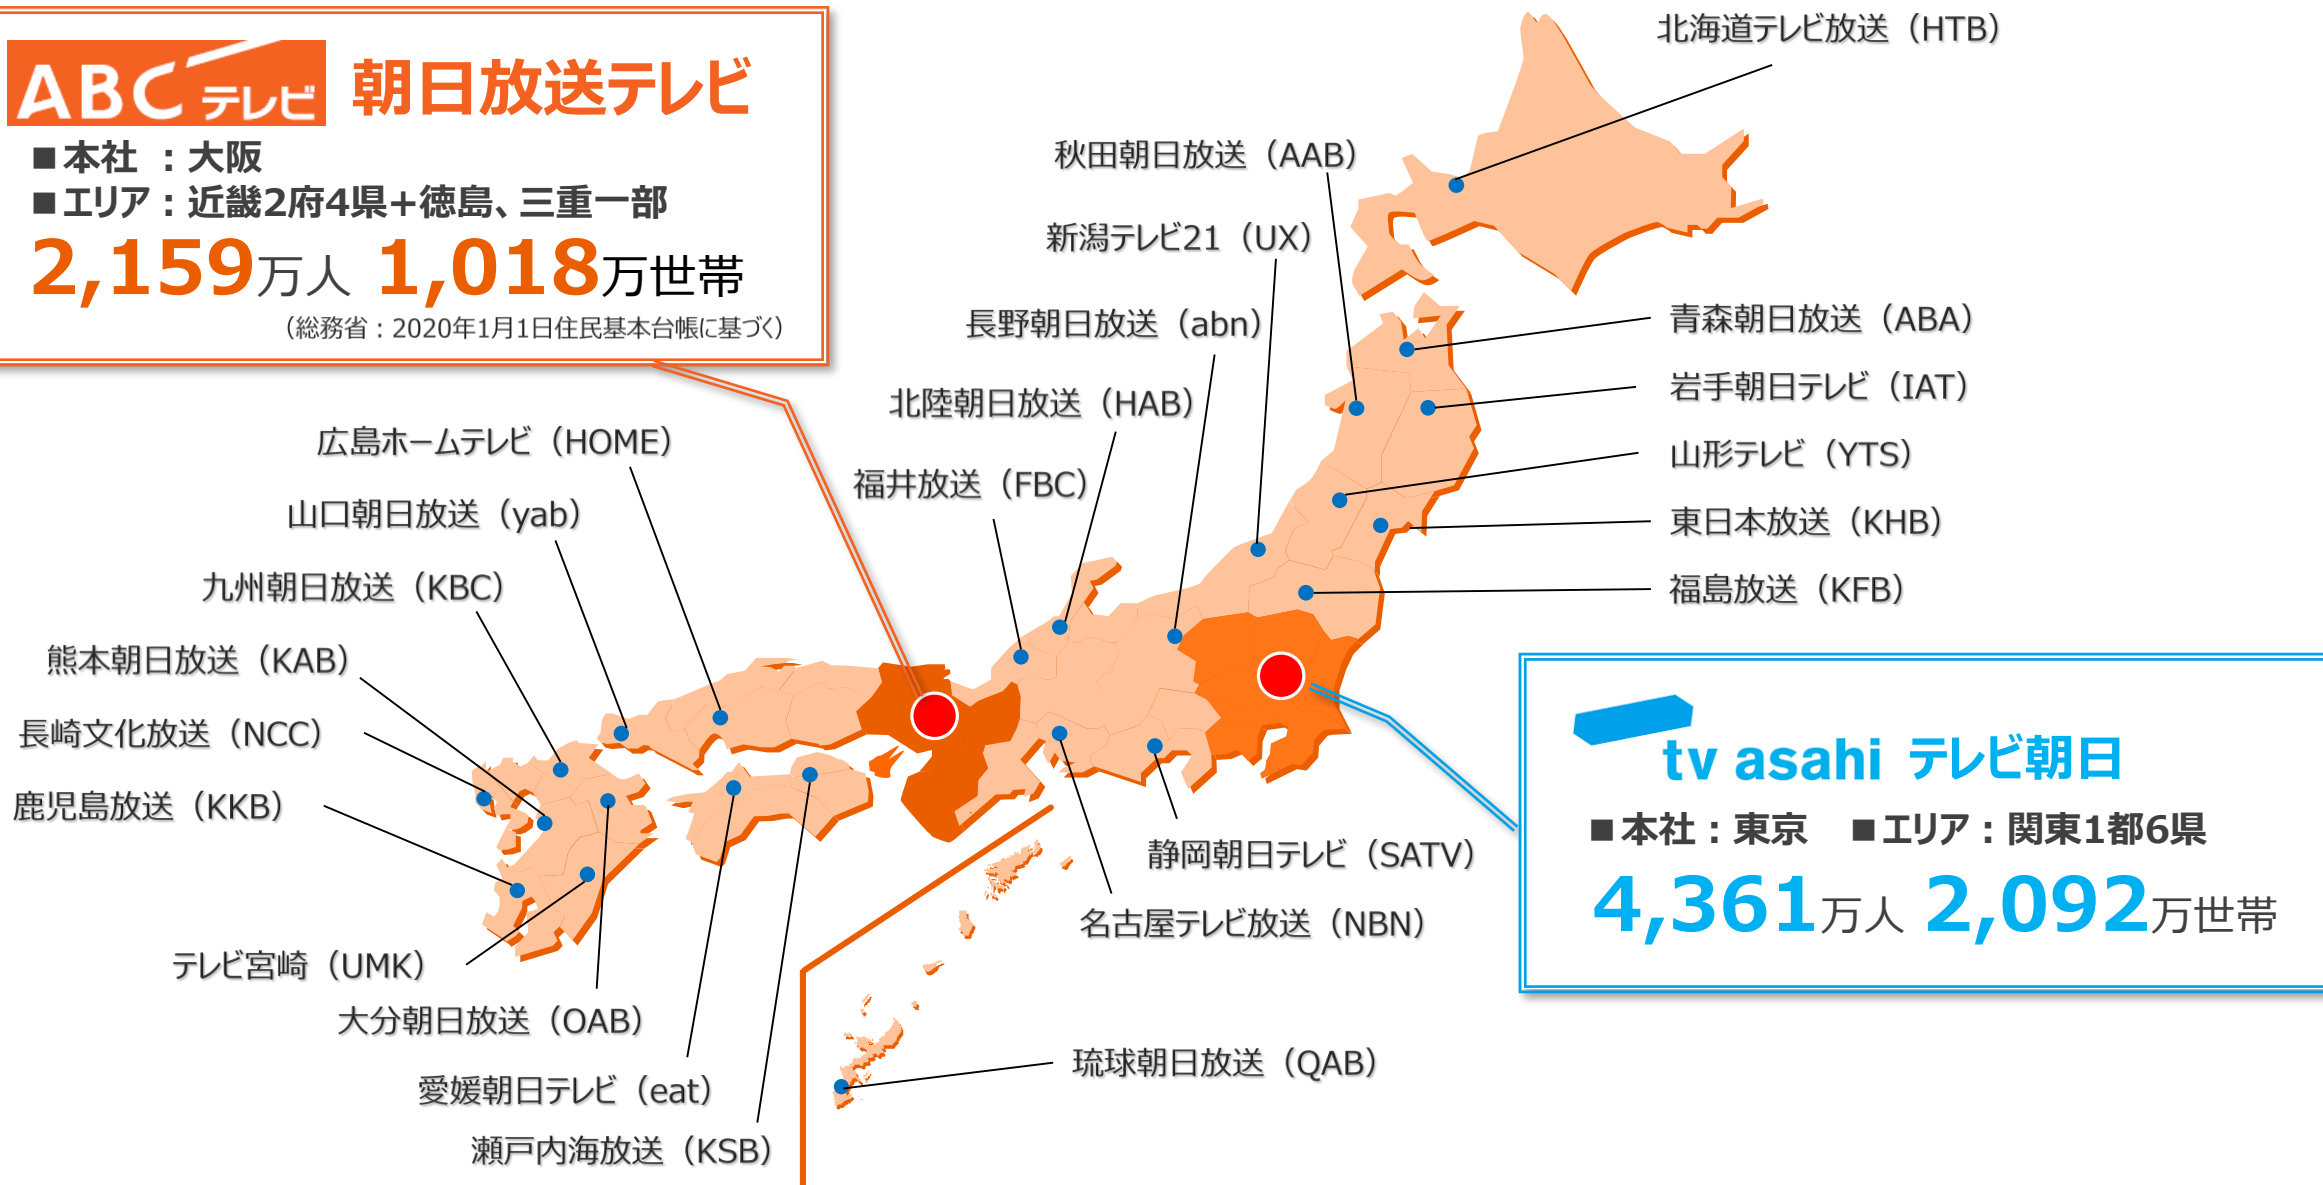 ABCテレビ 朝日放送テレビ
■本社 ：大阪
■エリア：近畿2府4県+徳島、三重一部
2,159万人 1,018万世帯
（総務省：2020年1月1日住民基本台帳に基づく）
北海道テレビ放送（HTB）
秋田朝日放送（AAB）
新潟テレビ21（UX）
長野朝日放送（abn）
北陸朝日放送（HAB）
福井放送（FBC）
青森朝日放送（ABA）
岩手朝日テレビ（IAT）
山形テレビ（YTS）
東日本放送（KHB）
福島放送（KFB）
広島ホームテレビ（HOME）
山口朝日放送（yab）
九州朝日放送（KBC）
熊本朝日放送（KAB）
長崎文化放送（NCC）
鹿児島放送（KKB）
テレビ宮崎（UMK）
大分朝日放送（OAB）
愛媛朝日テレビ（eat）
瀬戸内海放送（KSB）
tv asahi テレビ朝日
■本社：東京　■エリア：関東1都6県
4,361万人 2,092万世帯
静岡朝日テレビ（SATV）
名古屋テレビ放送（NBN）
琉球朝日放送（QAB）